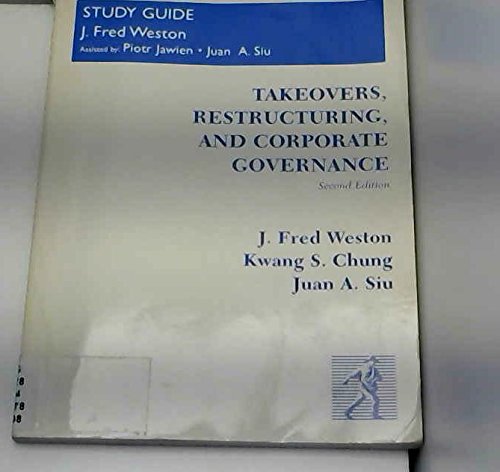 STUDY GUIDE
J. Fred Weston
Assisted by: Piotr Jawien • Juan A. Siu
TAKEOVERS,
RESTRUCTURING,
AND CORPORATE
GOVERNANCE
Second Edition
J. Fred Weston
Kwang S. Chung
Juan A. Siu